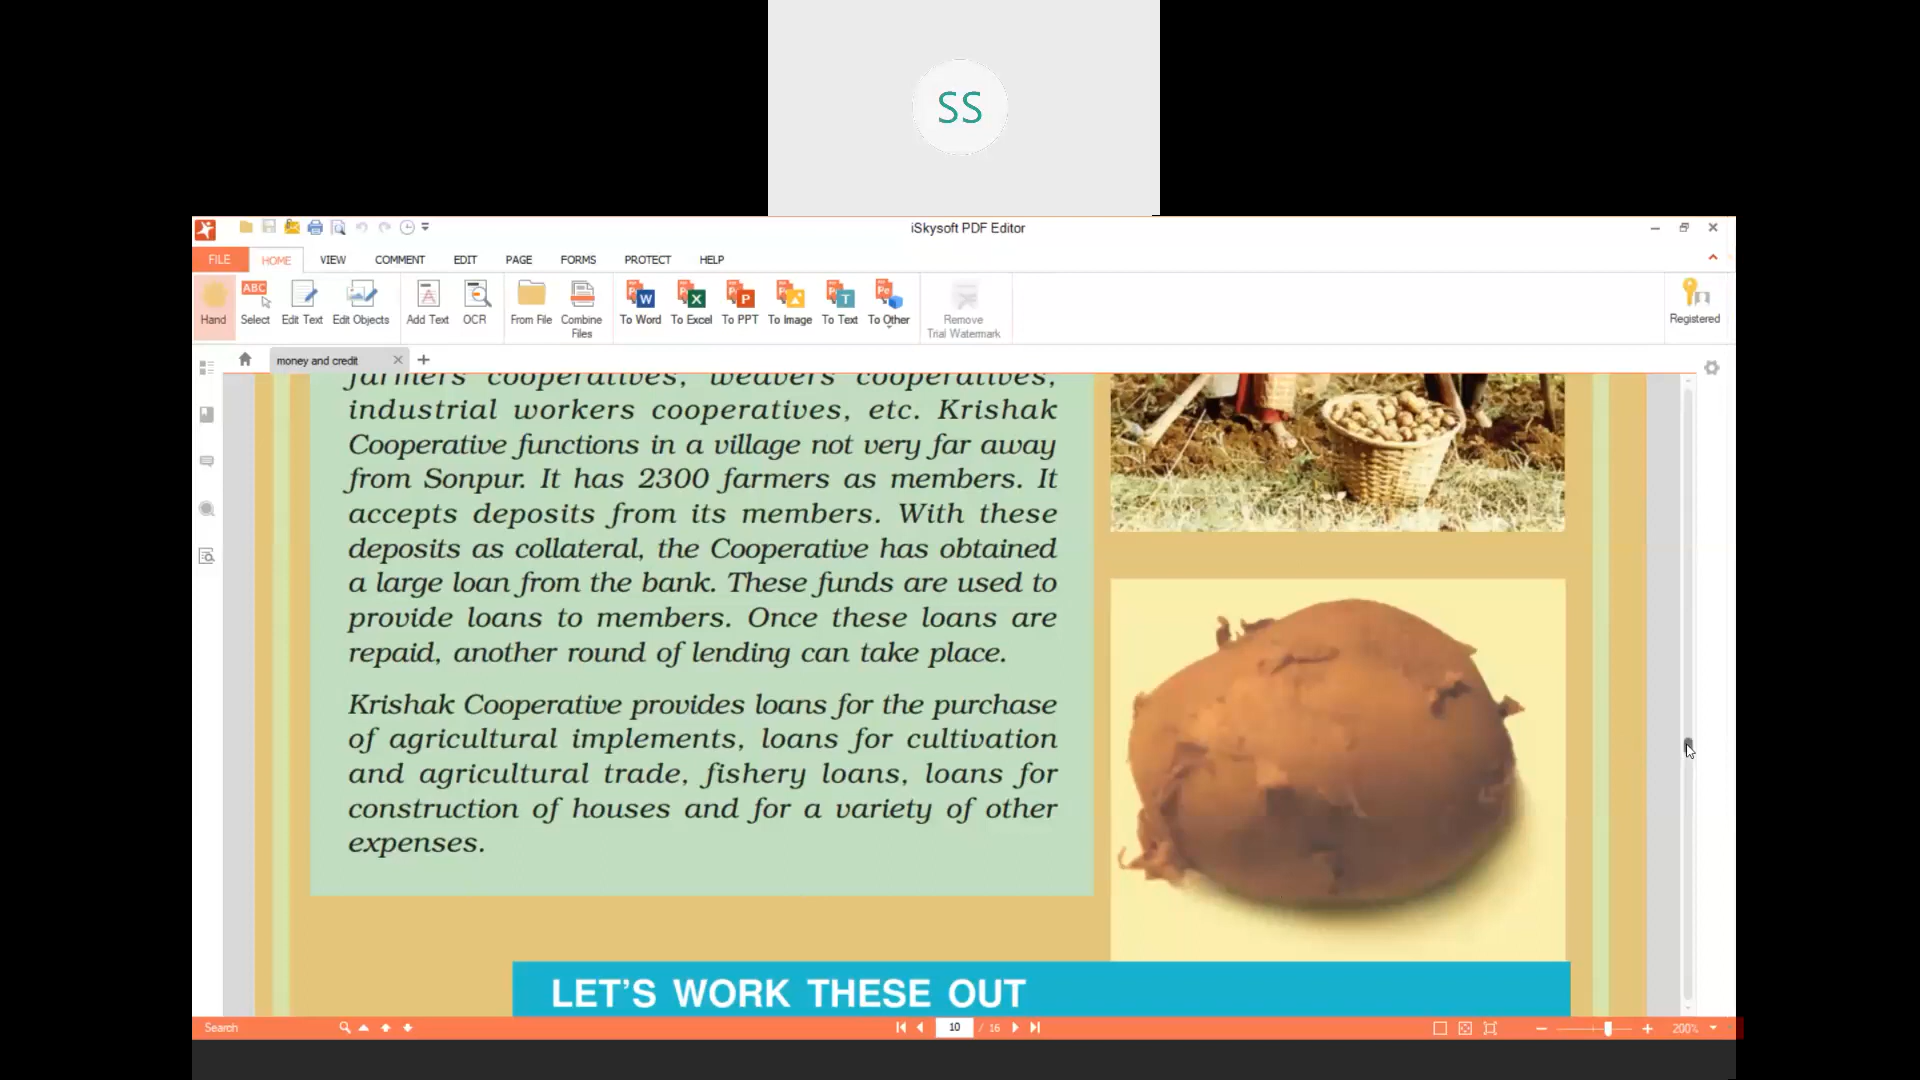 SS
iSkysoft PDF Editor
FILE HOME VIEW COMMENT EDIT PAGE FORMS PROTECT HELP
ABC
Hand Select Edit Text Edit Objects Add Text OCR From File Combine Files To Word To Excel To PPT To Image To Text To Other Remove Trial Watermark Registered
money and credit
farmers cooperatives, weavers cooperatives,
industrial workers cooperatives, etc. Krishak
Cooperative functions in a village not very far away
from Sonpur. It has 2300 farmers as members. It
accepts deposits from its members. With these
deposits as collateral, the Cooperative has obtained
a large loan from the bank. These funds are used to
provide loans to members. Once these loans are
repaid, another round of lending can take place.
Krishak Cooperative provides loans for the purchase
of agricultural implements, loans for cultivation
and agricultural trade, fishery loans, loans for
construction of houses and for a variety of other
expenses.
LET'S WORK THESE OUT
Search 10 / 16 200%